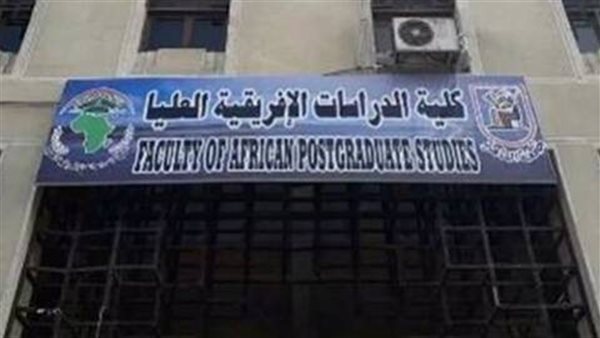 كلية الدراسات الإفريقية العليا
FACULTY OF AFRICAN POSTGRADUATE STUDIES